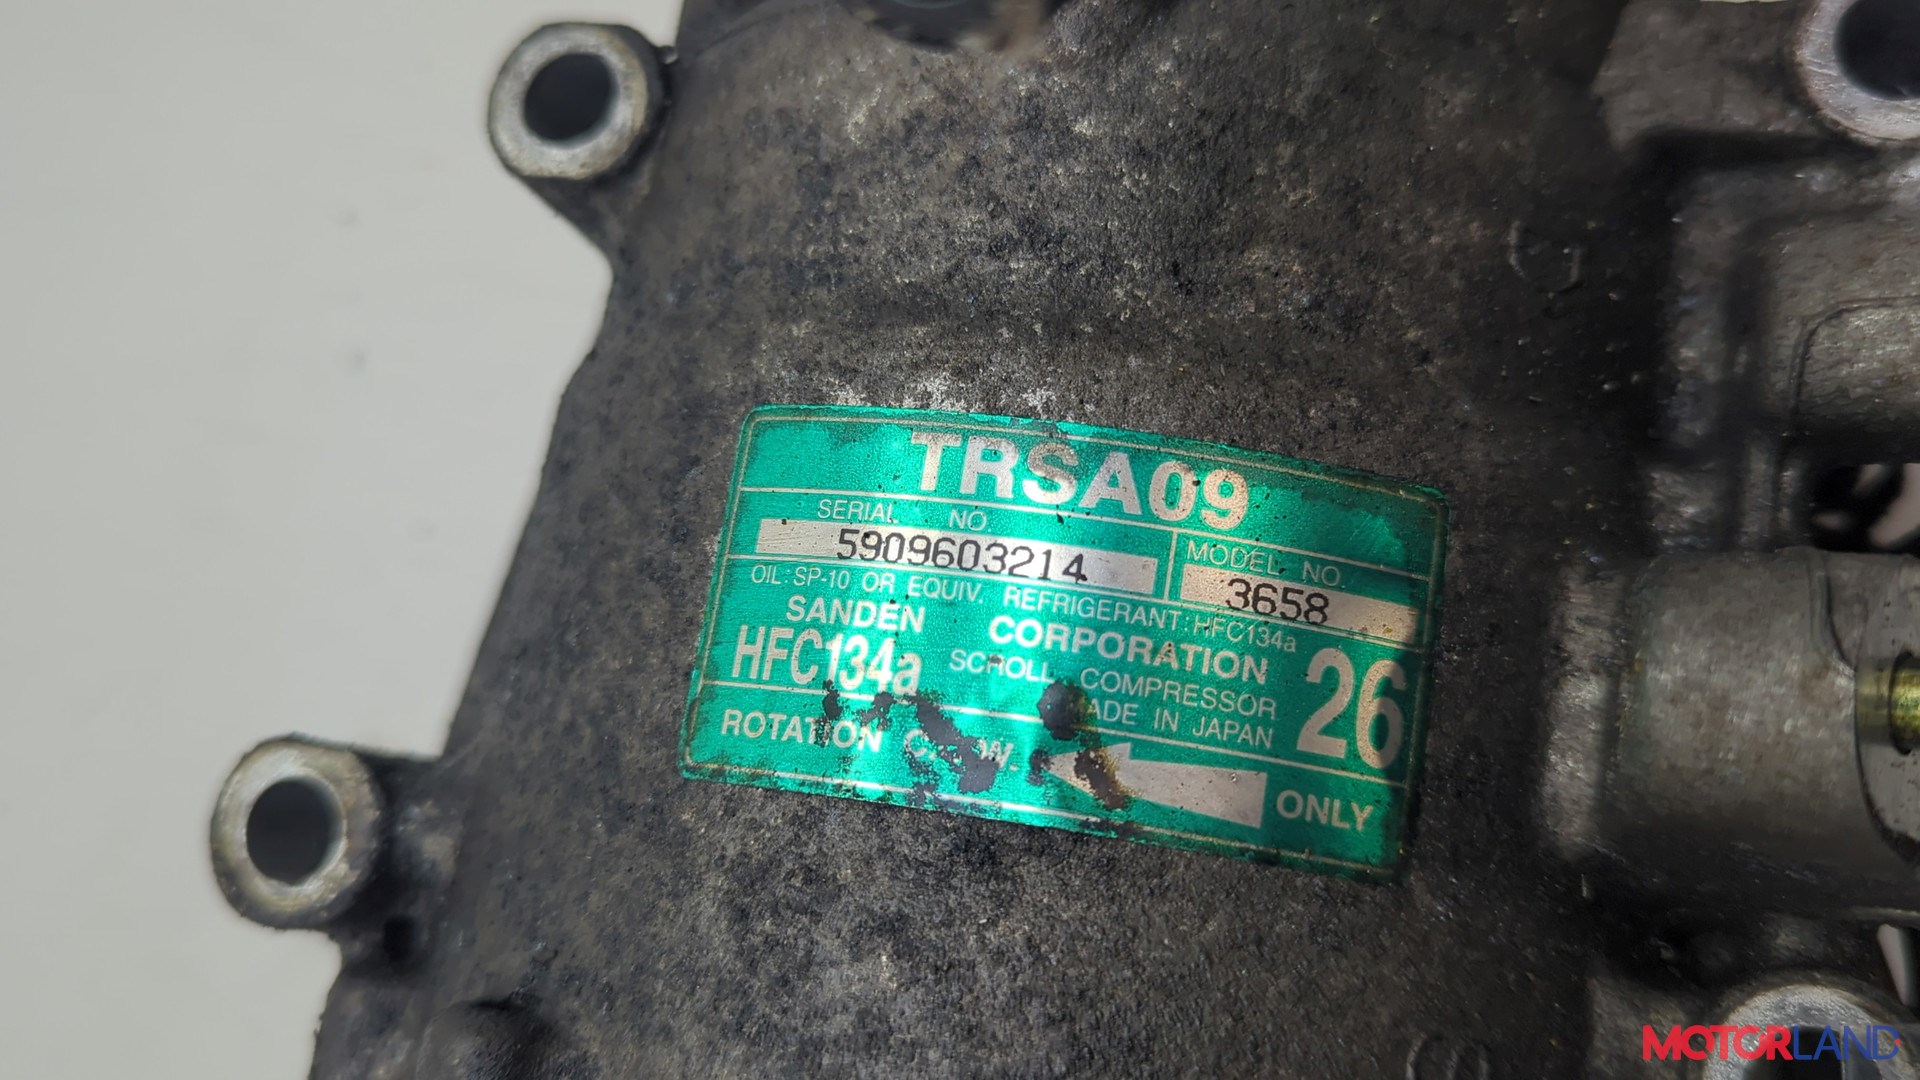 TRSA09
SERIAL NO.
5909603214
MODEL NO.
3658
OIL: SP-10 OR EQUIV. REFRIGERANT: HFC134a
SANDEN CORPORATION
HFC134a
SCROLL COMPRESSOR
IN JAPAN
26
ROTATION
ONLY
MOTORLAND